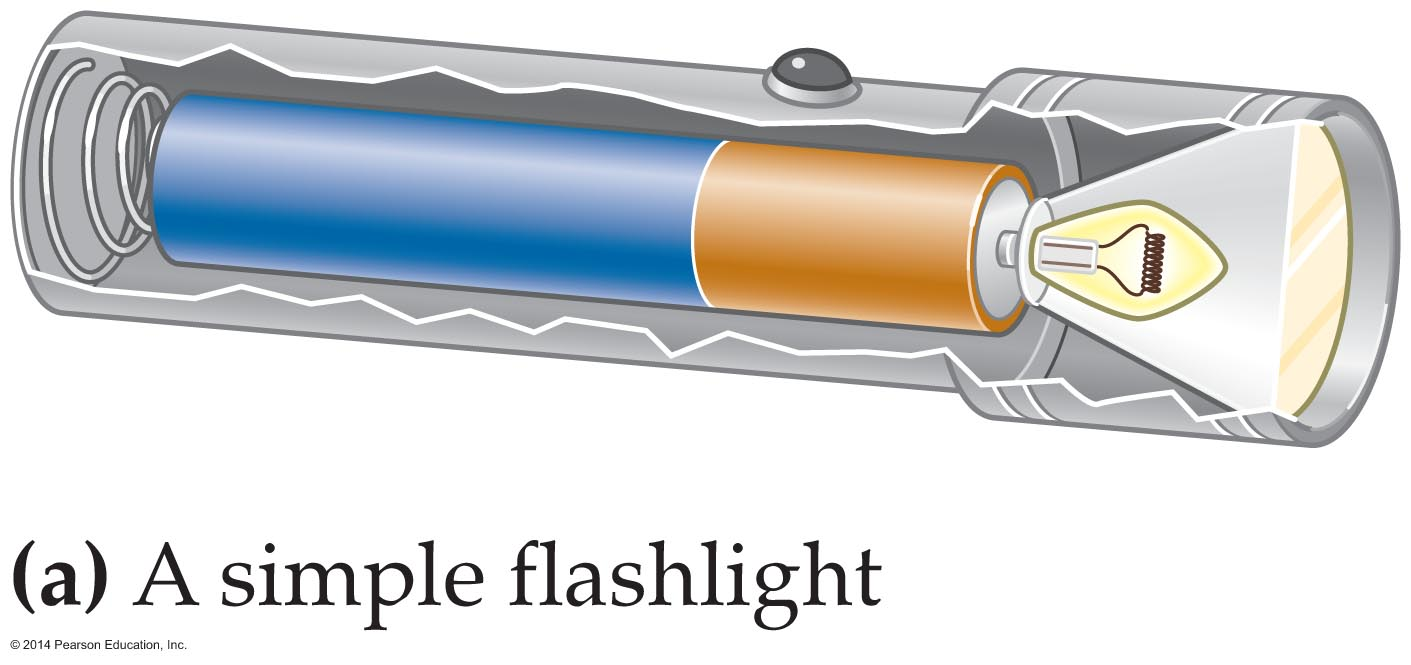 (a) A simple flashlight
© 2014 Pearson Education, Inc.